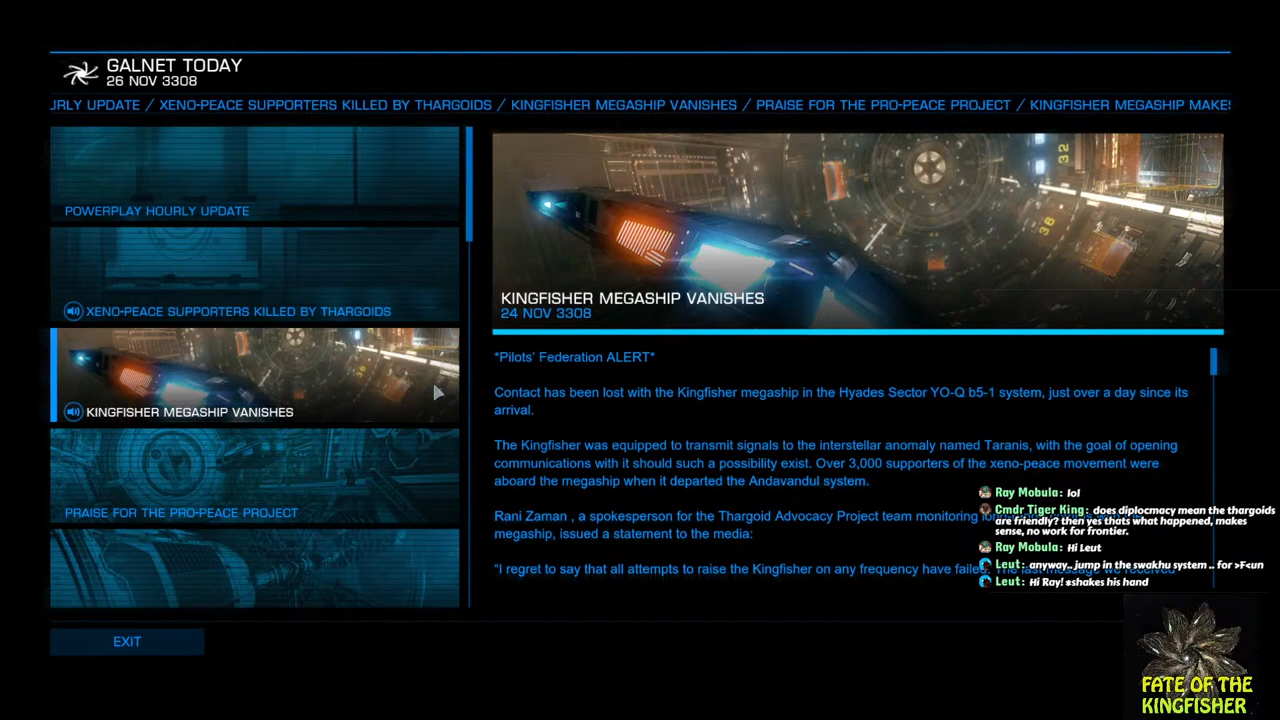 GALNET TODAY
26 NOV 3308
URLY UPDATE / XENO-PEACE SUPPORTERS KILLED BY THARGOIDS / KINGFISHER MEGASHIP VANISHES / PRAISE FOR THE PRO-PEACE PROJECT / KINGFISHER MEGASHIP MAKES
POWERPLAY HOURLY UPDATE
XENO-PEACE SUPPORTERS KILLED BY THARGOIDS
KINGFISHER MEGASHIP VANISHES
PRAISE FOR THE PRO-PEACE PROJECT
EXIT
32
36
KINGFISHER MEGASHIP VANISHES
24 NOV 3308
*Pilots' Federation ALERT*
Contact has been lost with the Kingfisher megaship in the Hyades Sector YO-Q b5-1 system, just over a day since its
arrival.
The Kingfisher was equipped to transmit signals to the interstellar anomaly named Taranis, with the goal of opening
communications with it should such a possibility exist. Over 3,000 supporters of the xeno-peace movement were
aboard the megaship when it departed the Andavandul system.
Rani Zaman , a spokesperson for the Thargoid Advocacy Project team monitoring
megaship, issued a statement to the media:
"I regret to say that all attempts to raise the Kingfisher on any frequency have failed. The last message we received
Ray Mobula: lol
Cmdr Tiger King: does diplocmacy mean the thargoids
are friendly? then yes thats what happened, makes
sense, no work for frontier.
Ray Mobula: Hi Leut
Leut: anyway.. jump in the swakhu system .. for >F<un
Leut: Hi Ray! *shakes his hand
FATE OF THE
KINGFISHER